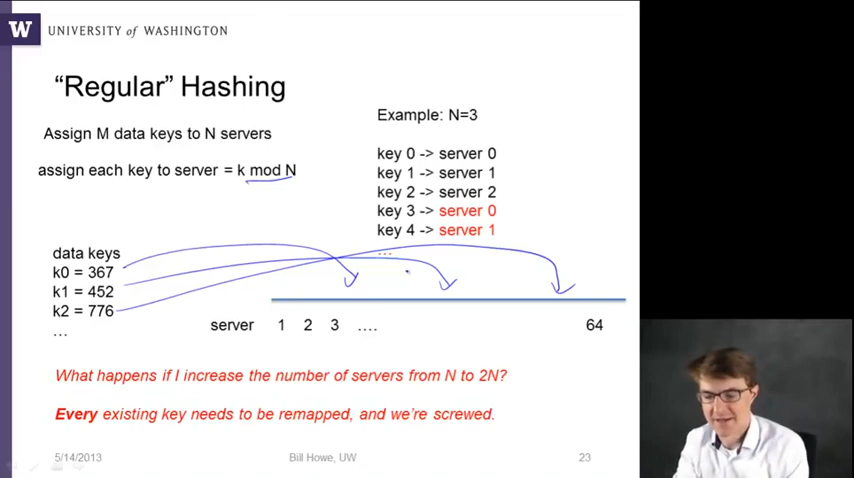 W UNIVERSITY of WASHINGTON
“Regular” Hashing
Assign M data keys to N servers
assign each key to server = k mod N
Example: N=3
key 0 -> server 0
key 1 -> server 1
key 2 -> server 2
key 3 -> server 0
key 4 -> server 1
...
data keys
k0 = 367
k1 = 452
k2 = 776
...
server 1 2 3 .... 64
What happens if I increase the number of servers from N to 2N?
Every existing key needs to be remapped, and we’re screwed.
5/14/2013 Bill Howe, UW 23